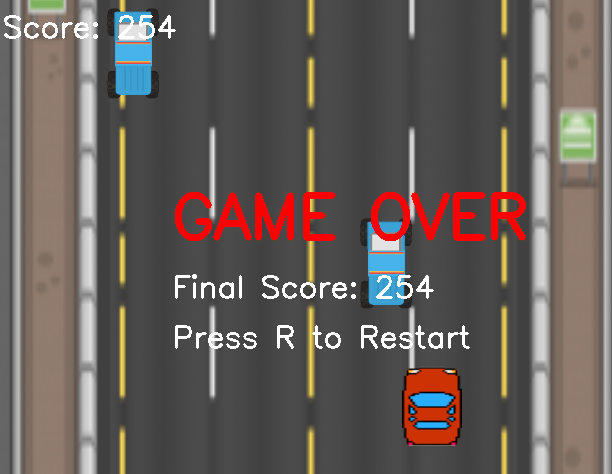 Score: 254
GAME OVER
Final Score: 254
Press R to Restart